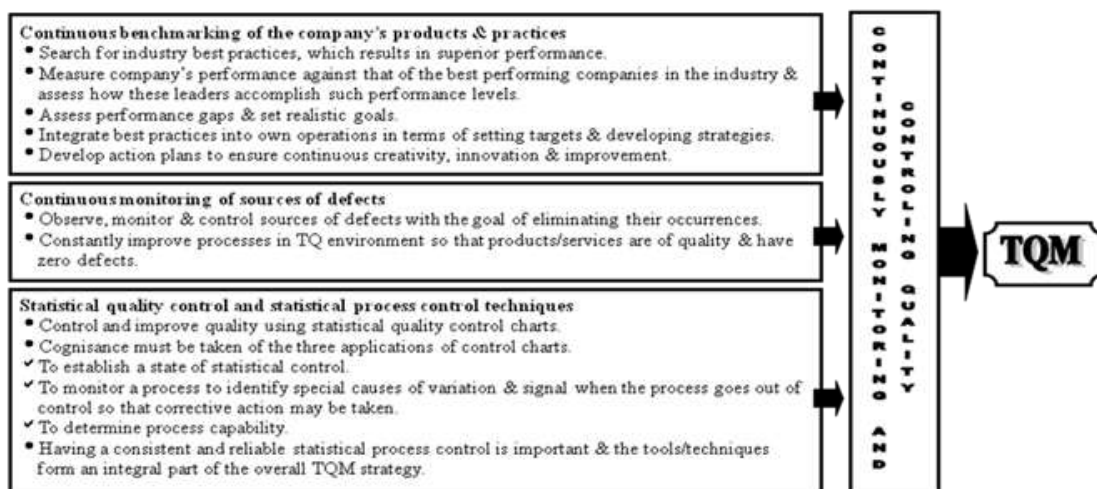 Continuous benchmarking of the company's products & practices
• Search for industry best practices, which results in superior performance.
• Measure company's performance against that of the best performing companies in the industry &
assess how these leaders accomplish such performance levels.
• Assess performance gaps & set realistic goals.
• Integrate best practices into own operations in terms of setting targets & developing strategies.
• Develop action plans to ensure continuous creativity, innovation & improvement.
Continuous monitoring of sources of defects
• Observe, monitor & control sources of defects with the goal of eliminating their occurrences.
• Constantly improve processes in TQ environment so that products/services are of quality & have
zero defects.
Statistical quality control and statistical process control techniques
• Control and improve quality using statistical quality control charts.
• Cognisance must be taken of the three applications of control charts.
✓ To establish a state of statistical control.
✓ To monitor a process to identify special causes of variation & signal when the process goes out of
control so that corrective action may be taken.
✓ To determine process capability.
• Having a consistent and reliable statistical process control is important & the tools/techniques
form an integral part of the overall TQM strategy.
CONTINUOUSLY MONITORING AND
CONTROLING QUALITY
TQM